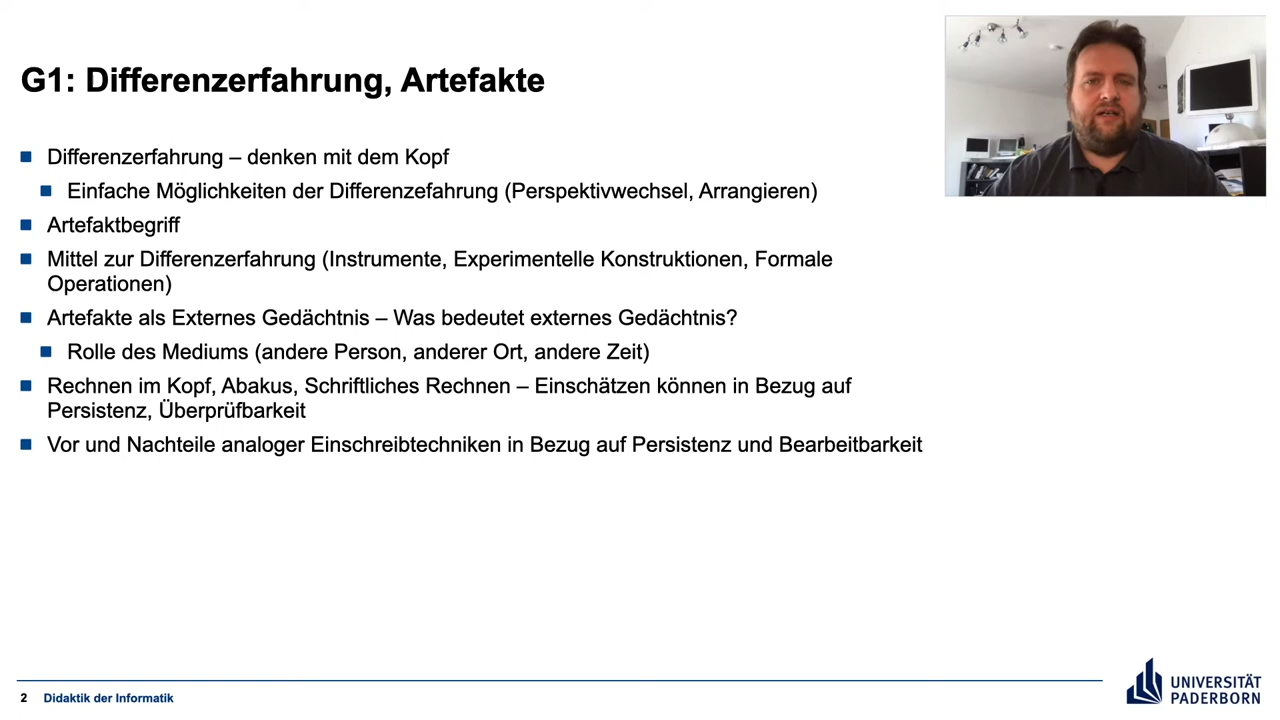 G1: Differenzerfahrung, Artefakte
Differenzerfahrung – denken mit dem Kopf
Einfache Möglichkeiten der Differenzefahrung (Perspektivwechsel, Arrangieren)
Artefaktbegriff
Mittel zur Differenzerfahrung (Instrumente, Experimentelle Konstruktionen, Formale
Operationen)
Artefakte als Externes Gedächtnis – Was bedeutet externes Gedächtnis?
Rolle des Mediums (andere Person, anderer Ort, andere Zeit)
Rechnen im Kopf, Abakus, Schriftliches Rechnen – Einschätzen können in Bezug auf
Persistenz, Überprüfbarkeit
Vor und Nachteile analoger Einschreibtechniken in Bezug auf Persistenz und Bearbeitbarkeit
2 Didaktik der Informatik
UNIVERSITÄT
PADERBORN